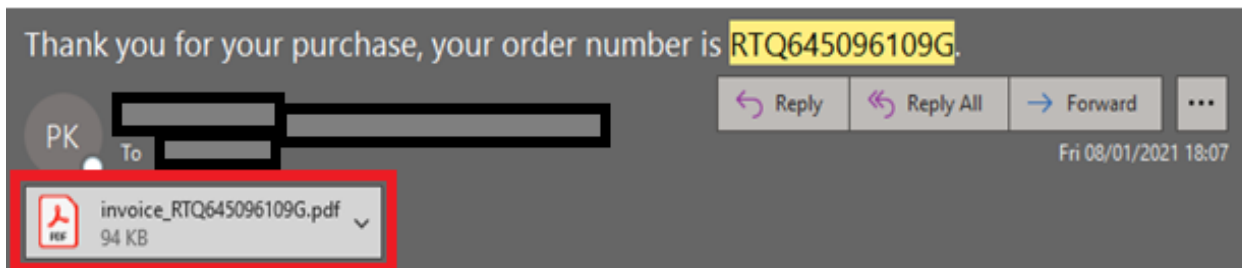 Thank you for your purchase, your order number is RTQ645096109G.
Reply Reply All Forward ...
PK
To
Fri 08/01/2021 18:07
invoice_RTQ645096109G.pdf
PDF
94 KB